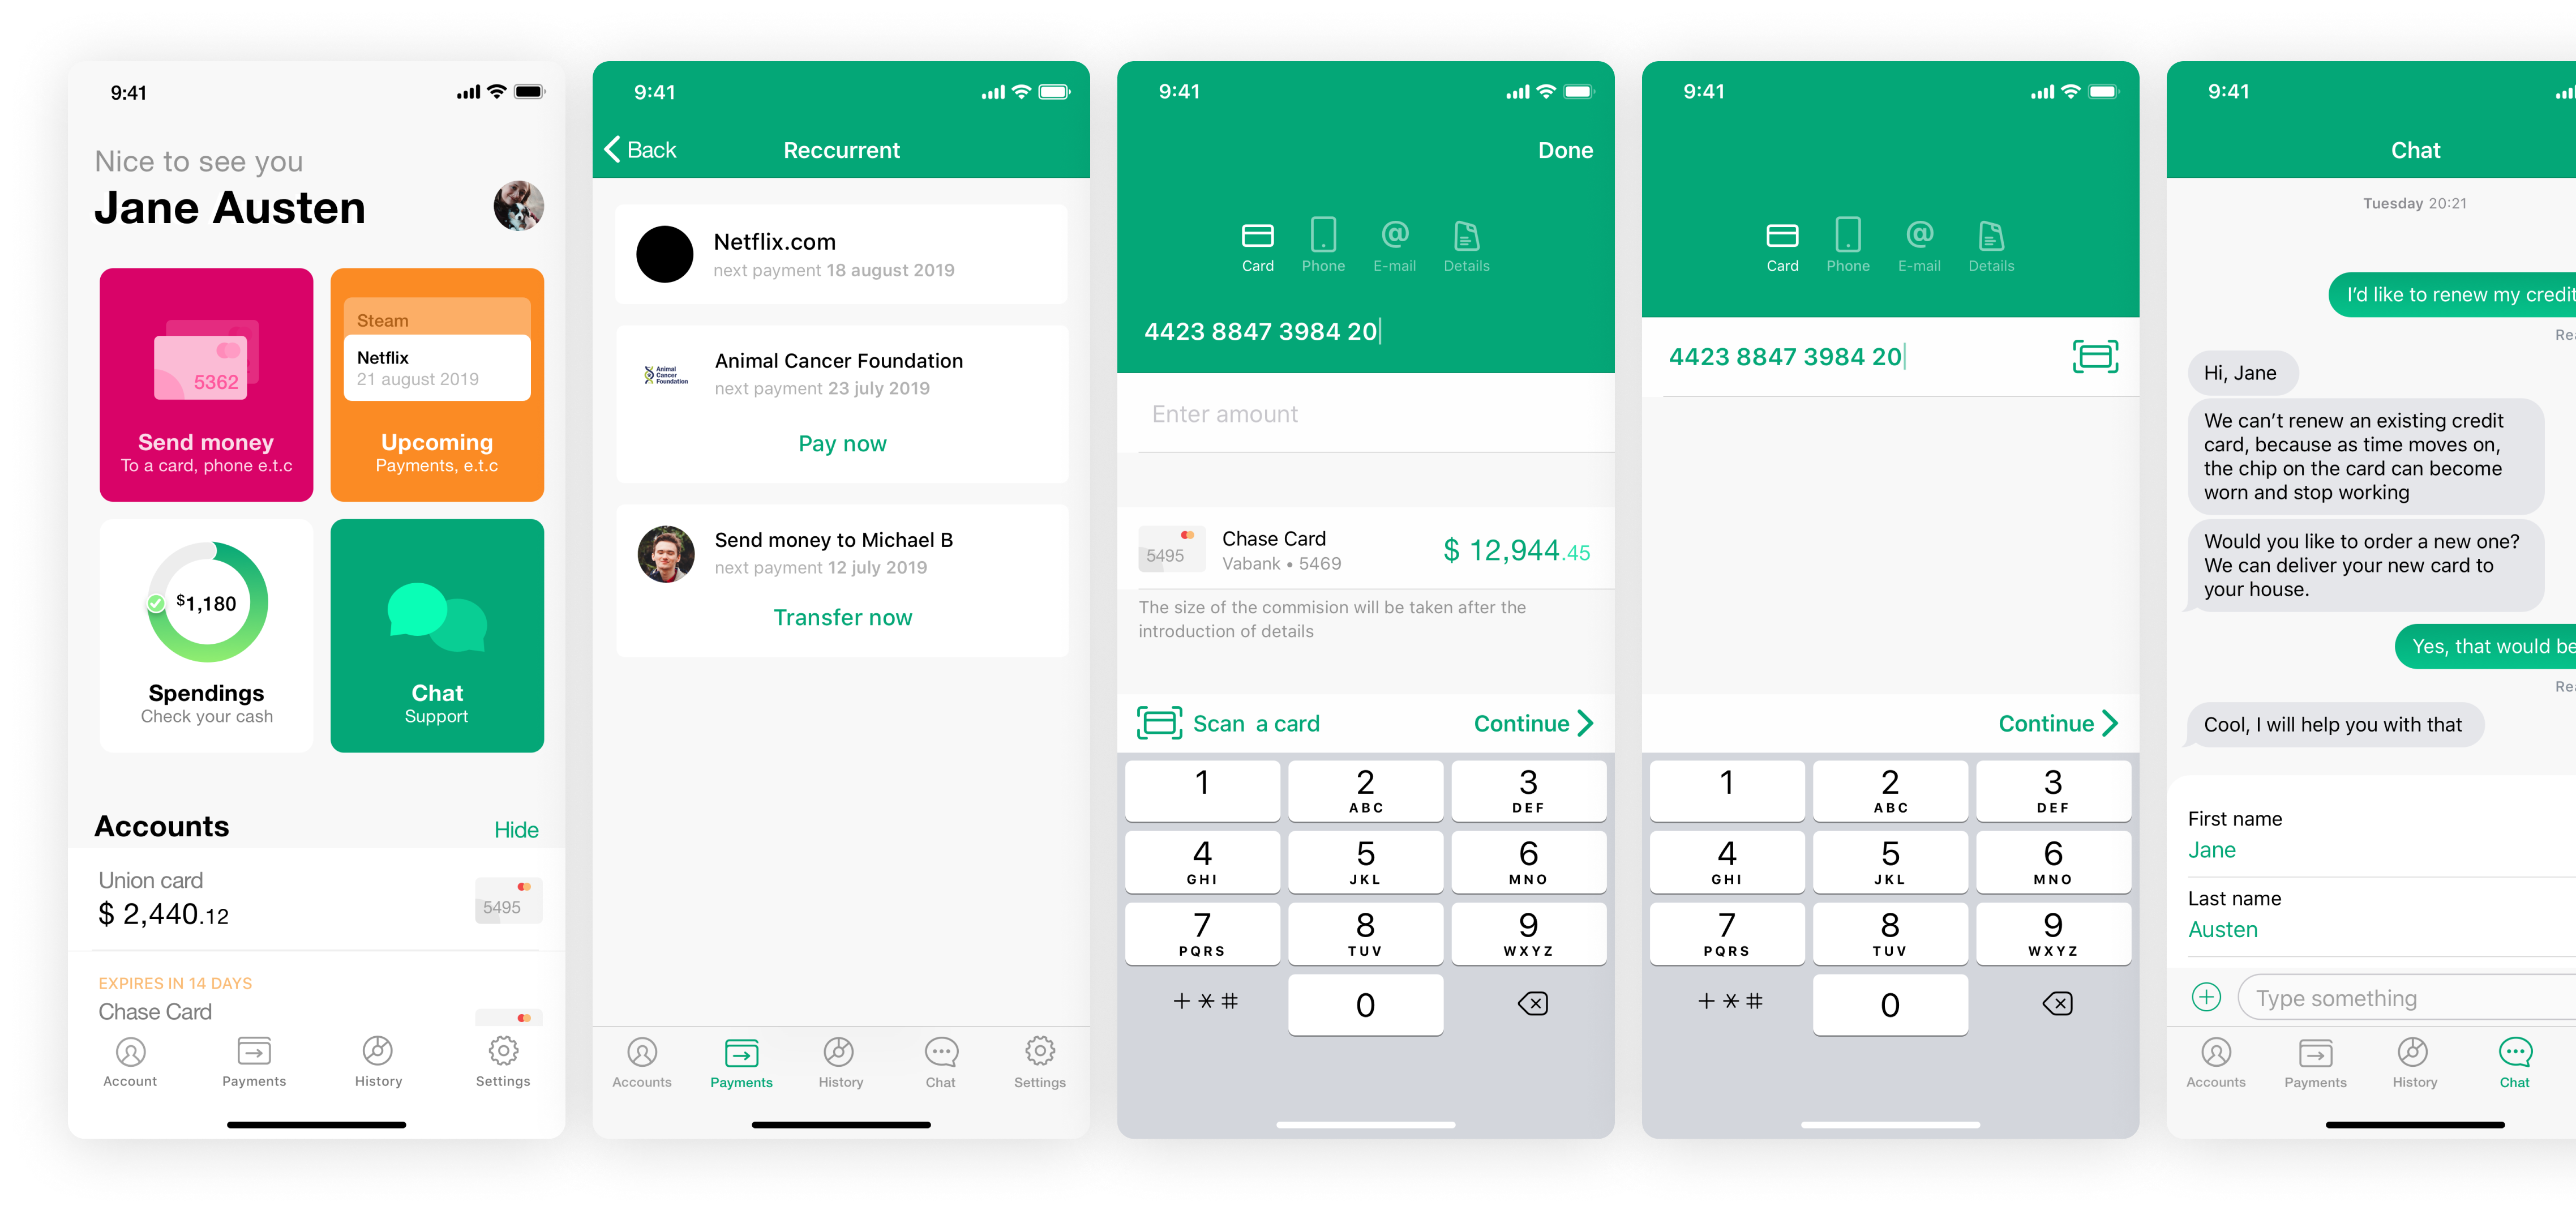 9:41
Nice to see you
Jane Austen
5362
Send money
To a card, phone e.t.c
Steam
Netflix
21 august 2019
Upcoming
Payments, e.t.c
$1,180
Spendings
Check your cash
Chat
Support
Accounts
Hide
Union card
$ 2,440.12
5495
EXPIRES IN 14 DAYS
Chase Card
Account
Payments
History
Settings
9:41
Back
Reccurrent
Netflix.com
next payment 18 august 2019
Animal
Cancer
Foundation
Animal Cancer Foundation
next payment 23 july 2019
Pay now
Send money to Michael B
next payment 12 july 2019
Transfer now
Accounts
Payments
History
Chat
Settings
9:41
Done
@
Card
Phone
E-mail
Details
4423 8847 3984 20
Enter amount
5495
Chase Card
Vabank • 5469
$ 12,944.45
The size of the commision will be taken after the
introduction of details
Scan a card
Continue
1
2
ABC
3
DEF
4
GHI
5
JKL
6
MNO
7
PQRS
8
TUV
9
WXYZ
+ * #
0
9:41
@
Card
Phone
E-mail
Details
4423 8847 3984 20
Continue
1
2
ABC
3
DEF
4
GHI
5
JKL
6
MNO
7
PQRS
8
TUV
9
WXYZ
+ * #
0
9:41
Chat
Tuesday 20:21
I'd like to renew my credit
Hi, Jane
We can't renew an existing credit
card, because as time moves on,
the chip on the card can become
worn and stop working
Would you like to order a new one?
We can deliver your new card to
your house.
Yes, that would be
Cool, I will help you with that
First name
Jane
Last name
Austen
Type something
Accounts
Payments
History
Chat